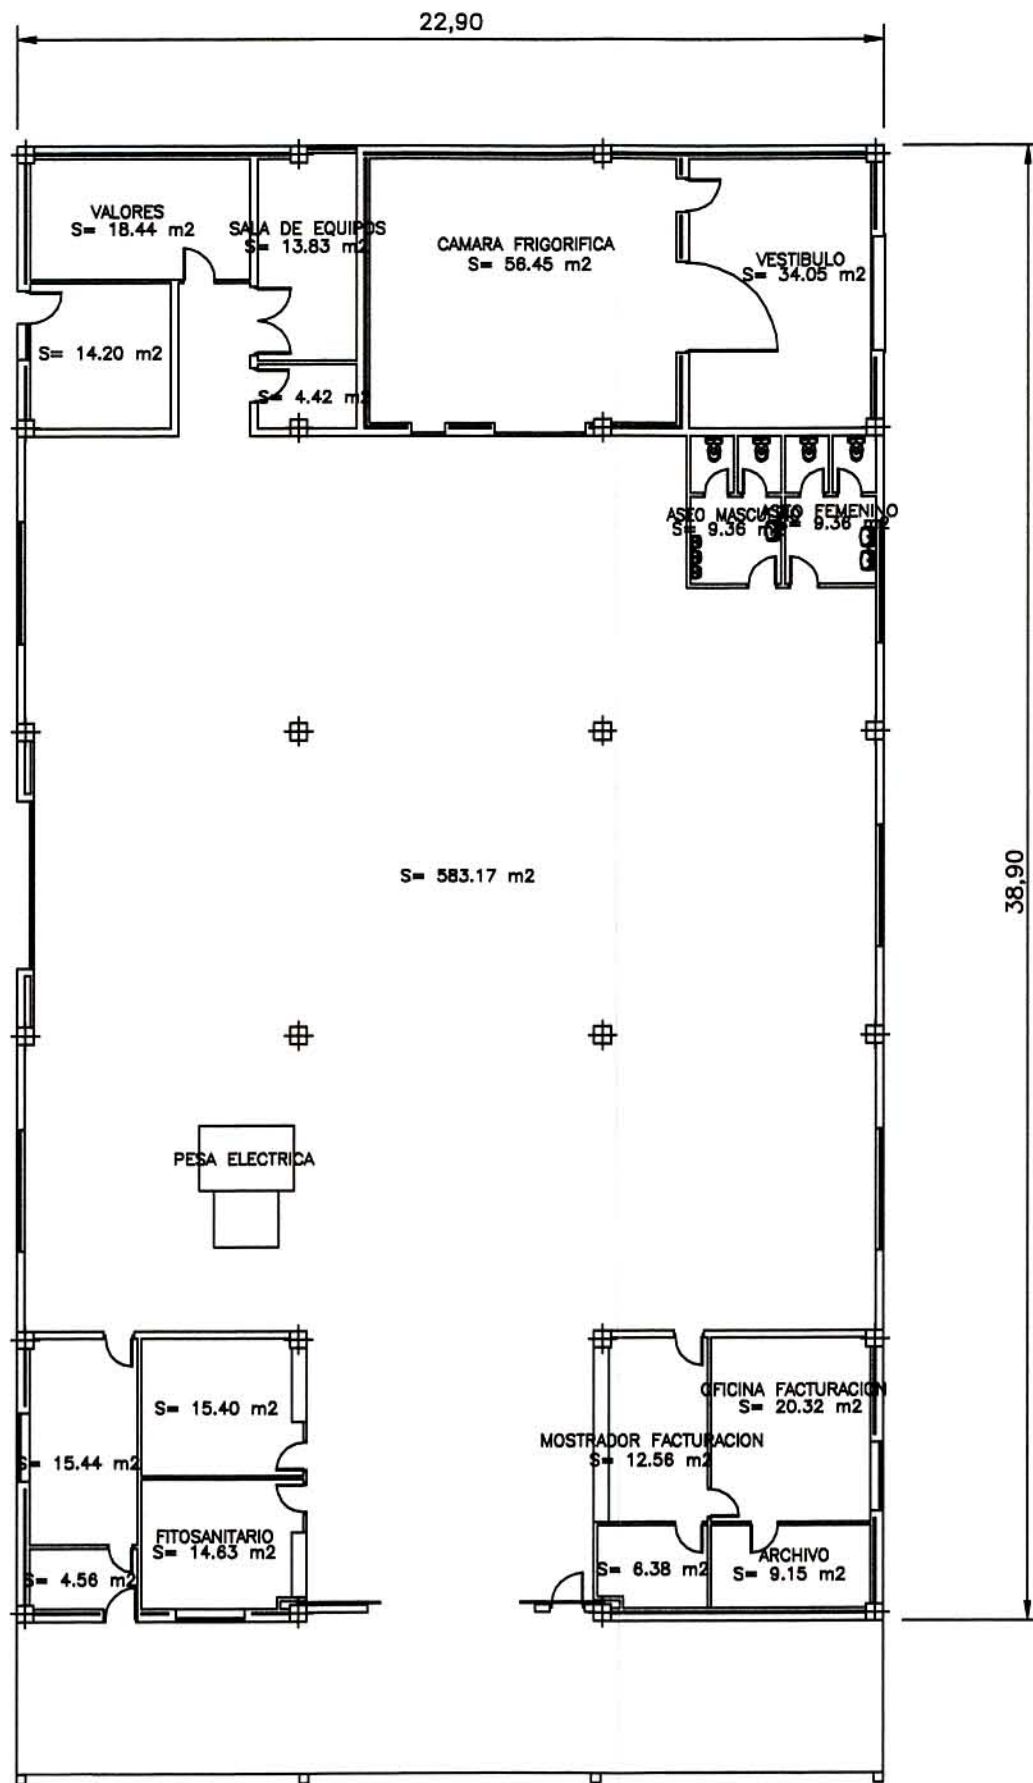 22,90
VALORES
S= 18.44 m2
SALA DE EQUIPOS
S= 13.83 m2
CAMARA FRIGORIFICA
S= 56.45 m2
VESTIBULO
S= 34.05 m2
S= 14.20 m2
S= 4.42 m2
ASEO MASCULINO
S= 9.36 m2
ASEO FEMENINO
S= 9.36 m2
S= 583.17 m2
38,90
PESA ELECTRICA
S= 15.40 m2
S= 15.44 m2
FITOSANITARIO
S= 14.63 m2
S= 4.56 m2
OFICINA FACTURACION
S= 20.32 m2
MOSTRADOR FACTURACION
S= 12.56 m2
S= 6.38 m2
ARCHIVO
S= 9.15 m2